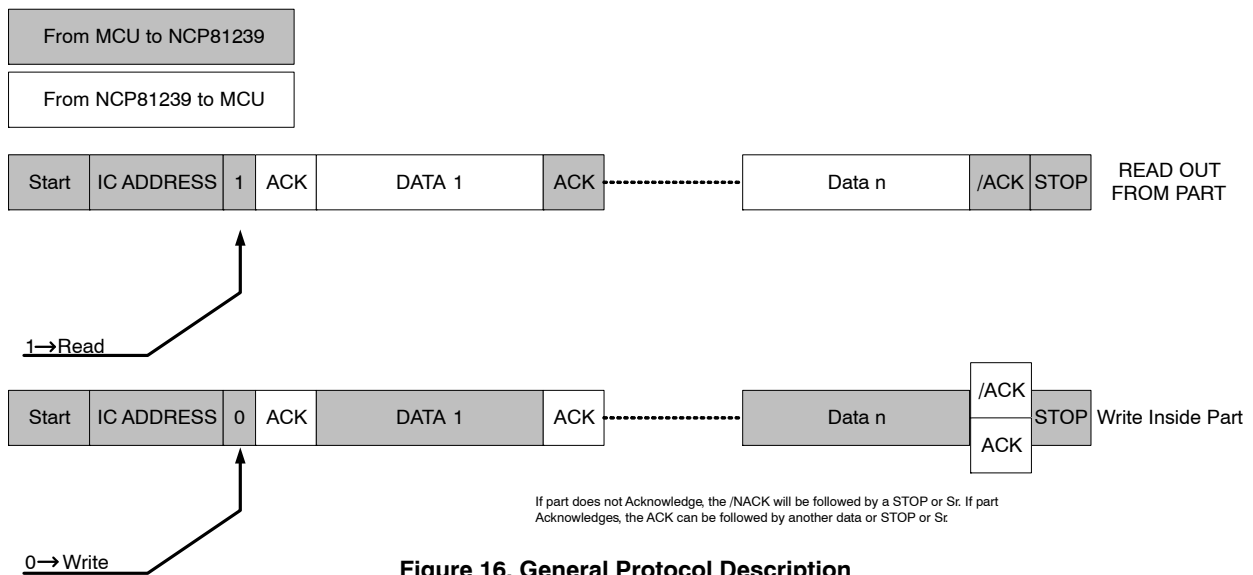 From MCU to NCP81239
From NCP81239 to MCU
Start IC ADDRESS 1 ACK DATA 1 ACK Data n /ACK STOP READ OUT
FROM PART
1→Read
Start IC ADDRESS 0 ACK DATA 1 ACK Data n /ACK STOP Write Inside Part
ACK
If part does not Acknowledge, the /NACK will be followed by a STOP or Sr. If part
Acknowledges, the ACK can be followed by another data or STOP or Sr.
0→Write
Figure 16. General Protocol Description